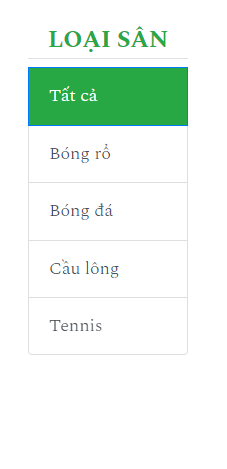 LOẠI SÂN
Tất cả
Bóng rổ
Bóng đá
Cầu lông
Tennis